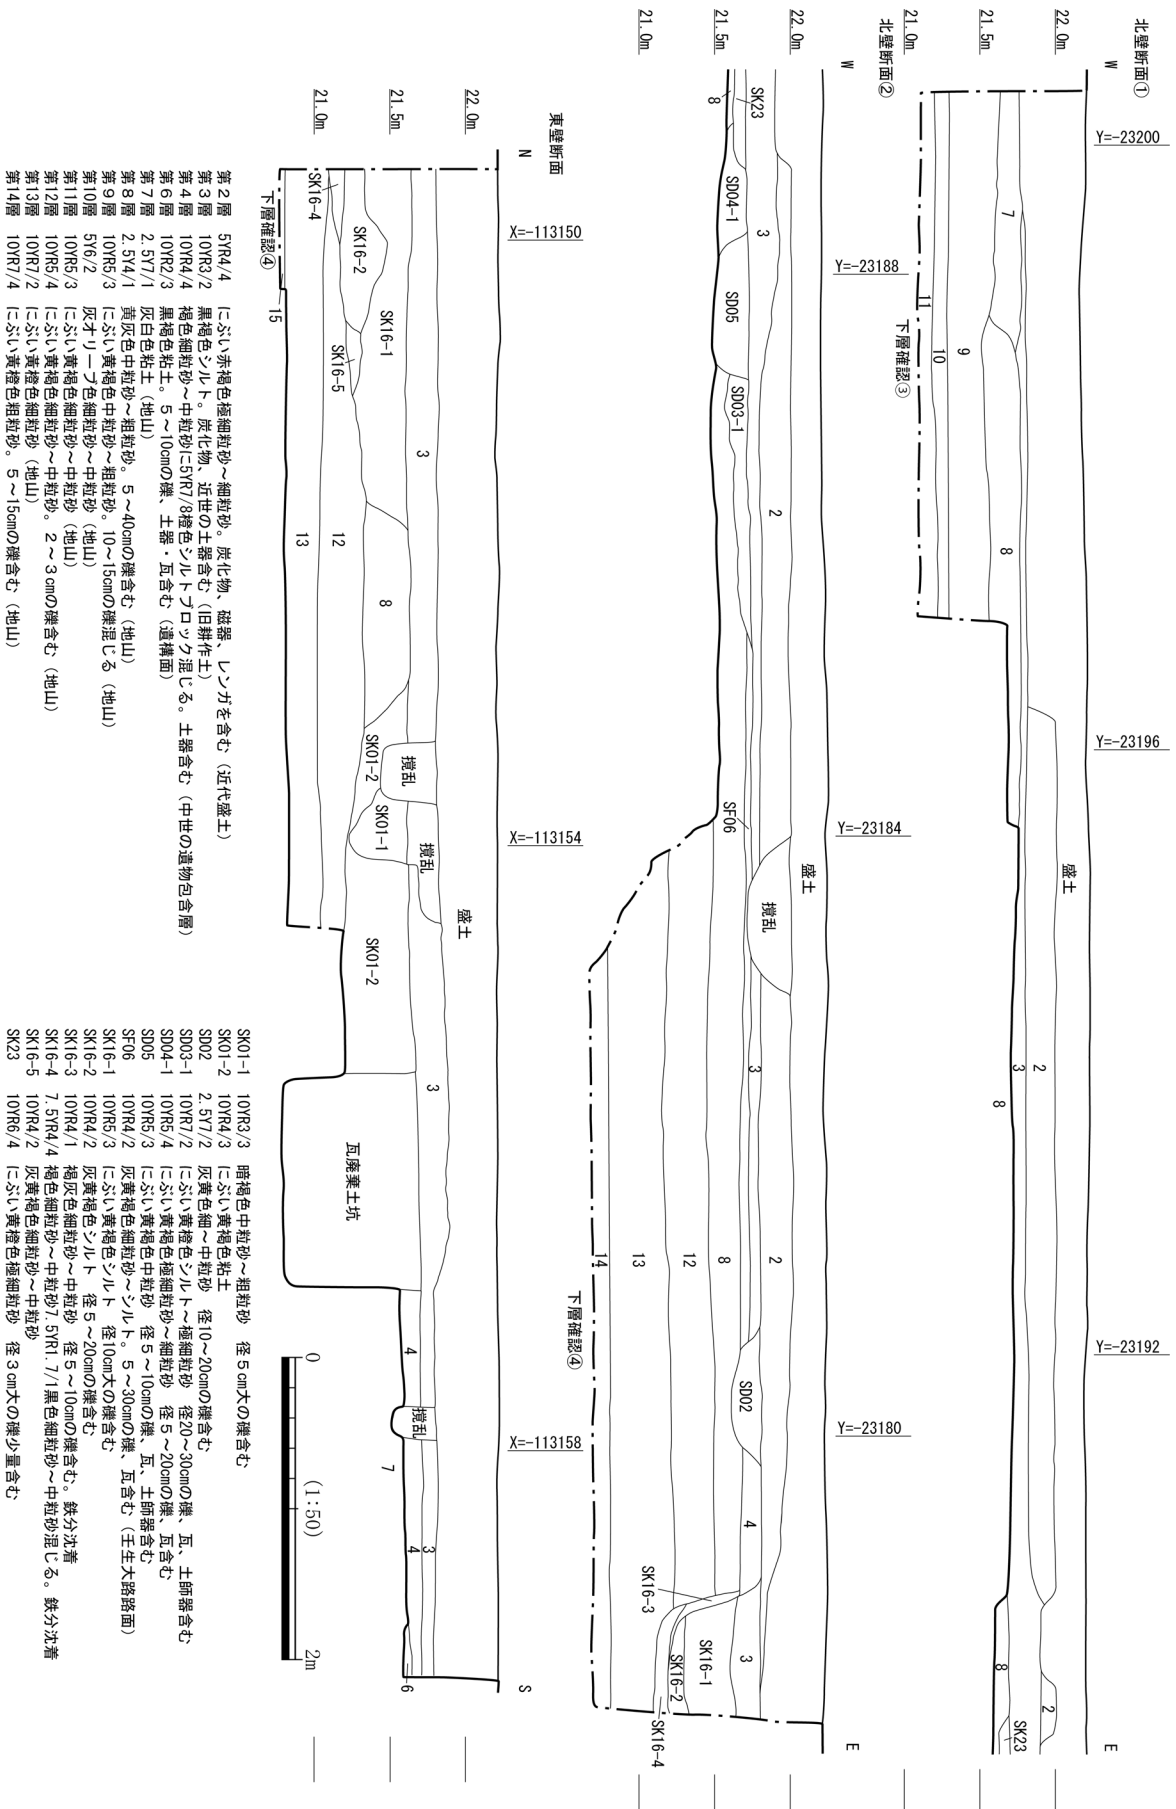 北壁断面①
W
E
22.0m
21.5m
21.0m
Y=-23200
Y=-23196
Y=-23192
盛土
2
3
7
8
8
9
10
11
2
8
SK23
下層確認③
北壁断面②
W
E
22.0m
21.5m
21.0m
Y=-23188
Y=-23184
Y=-23180
盛土
SK23
8
SD04-1
3
SD05
SD03-1
2
SF06
撹乱
3
2
8
12
13
14
SD02
4
SK16-3
SK16-1
3
SK16-2
SK16-4
下層確認④
東壁断面
N
S
22.0m
21.5m
21.0m
X=-113150
X=-113154
X=-113158
盛土
SK16-4
SK16-2
SK16-1
SK16-5
3
8
12
13
15
SK01-2
撹乱
SK01-1
撹乱
SK01-2
3
瓦廃棄土坑
4
撹乱
7
3
4
6
下層確認④
0
(1:50)
2m
第2層 5YR4/4 にぶい赤褐色極細粒砂~細粒砂。炭化物、磁器、レンガを含む(近代盛土)
第3層 10YR3/2 黒褐色シルト。炭化物、近世の土器含む(旧耕作土)
第4層 10YR4/4 褐色細粒砂~中粒砂に5YR7/8橙色シルトブロック混じる。土器含む(中世の遺物包含層)
第6層 10YR2/3 黒褐色粘土。5~10cmの礫、土器・瓦含む(遺構面)
第7層 2.5Y7/1 灰白色粘土(地山)
第8層 2.5Y4/1 黄灰色中粒砂~粗粒砂。5~40cmの礫含む(地山)
第9層 10YR5/3 にぶい黄褐色中粒砂~粗粒砂。10~15cmの礫混じる(地山)
第10層 5Y6/2 灰オリーブ色細粒砂~中粒砂(地山)
第11層 10YR5/3 にぶい黄褐色細粒砂~中粒砂(地山)
第12層 10YR5/4 にぶい黄褐色細粒砂~中粒砂。2~3cmの礫含む(地山)
第13層 10YR7/2 にぶい黄橙色細粒砂(地山)
第14層 10YR7/4 にぶい黄橙色粗粒砂。5~15cmの礫含む(地山)
SK01-1 10YR3/3 暗褐色中粒砂~粗粒砂 径5cm大の礫含む
SK01-2 10YR4/3 にぶい黄褐色粘土
SD02 2.5Y7/2 灰黄色細~中粒砂 径10~20cmの礫含む
SD03-1 10YR7/2 にぶい黄橙色シルト~極細粒砂 径20~30cmの礫、瓦、土師器含む
SD04-1 10YR5/4 にぶい黄褐色極細粒砂~細粒砂 径5~20cmの礫、瓦含む
SD05 10YR5/3 にぶい黄褐色中粒砂 径5~10cmの礫、瓦、土師器含む
SF06 10YR4/2 灰黄褐色細粒砂~シルト。5~30cmの礫、瓦含む(壬生大路路面)
SK16-1 10YR5/3 にぶい黄褐色シルト 径10cm大の礫含む
SK16-2 10YR4/2 灰黄褐色シルト 径5~20cmの礫含む
SK16-3 10YR4/1 褐灰色細粒砂~中粒砂 径5~10cmの礫含む。鉄分沈着
SK16-4 7.5YR4/4 褐色細粒砂~中粒砂7.5YR1.7/1黒色細粒砂~中粒砂混じる。鉄分沈着
SK16-5 10YR4/2 灰黄褐色細粒砂~中粒砂
SK23 10YR6/4 にぶい黄橙色極細粒砂 径3cm大の礫少量含む